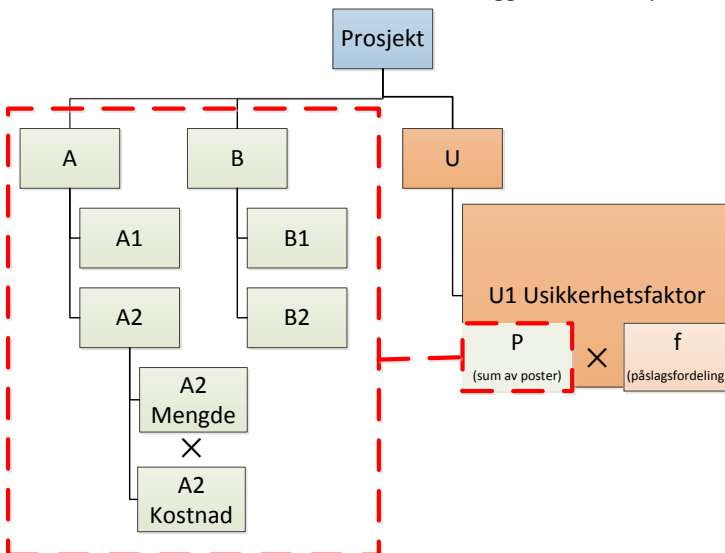 Prosjekt
A
B
U
A1
B1
A2
B2
U1 Usikkerhetsfaktor
P
(sum av poster)
×
f
(påslagsfordeling
A2
Mengde
×
A2
Kostnad